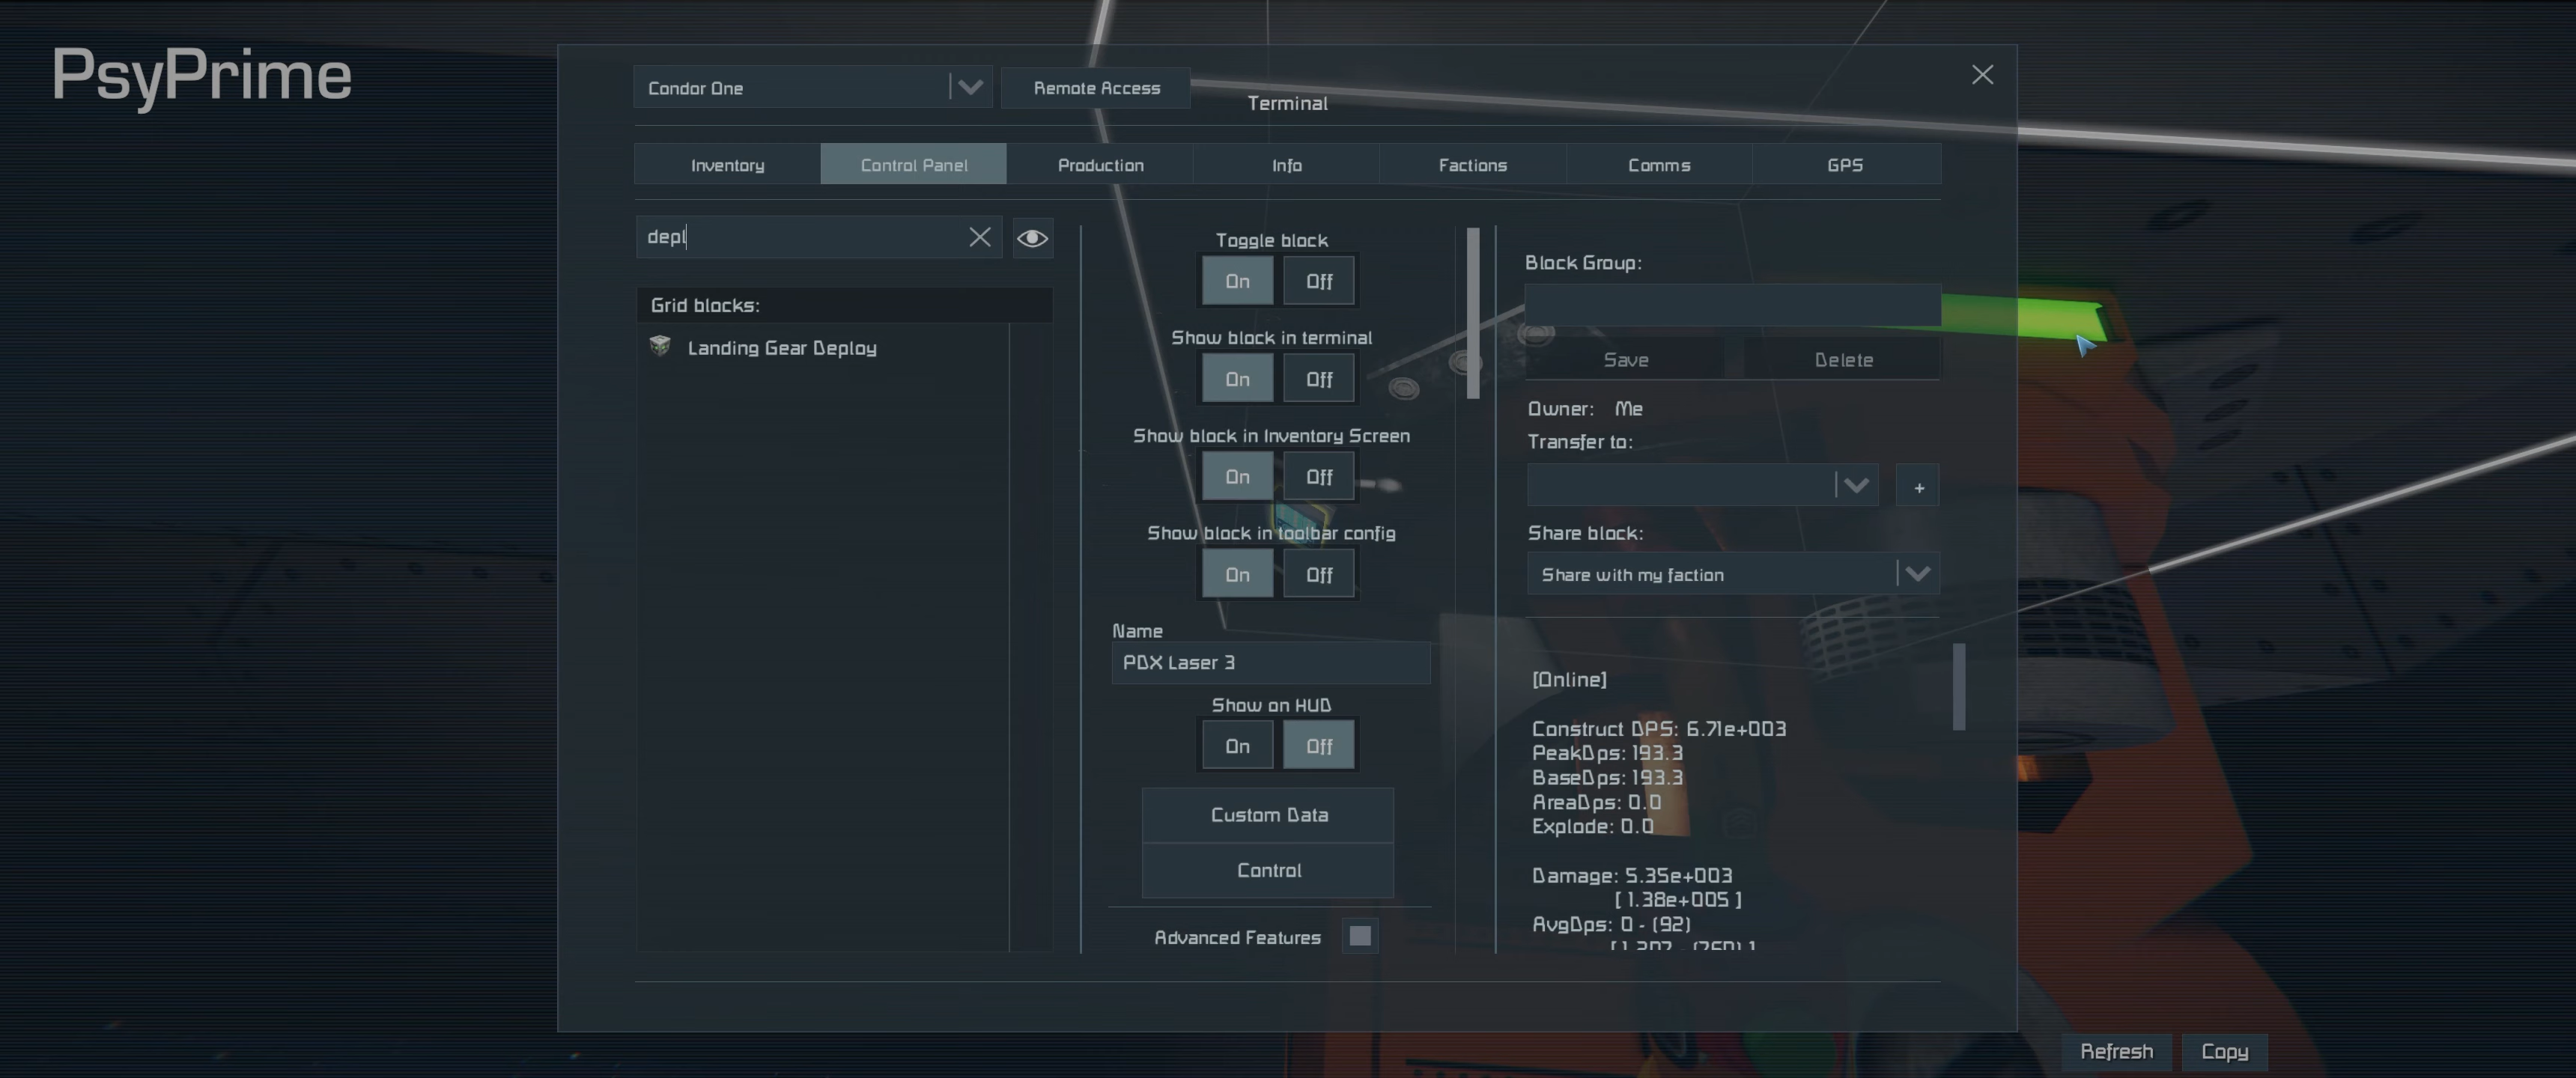 PsyPrime
Condor One
Remote Access
Terminal
Inventory
Control Panel
Production
Info
Factions
Comms
GPS
depl
Grid blocks:
Landing Gear Deploy
Toggle block
On Off
Show block in terminal
On Off
Show block in Inventory Screen
On Off
Show block in toolbar config
On Off
Name
PDX Laser 3
Show on HUD
On Off
Custom Data
Control
Advanced Features
Block Group:
Save
Delete
Owner: Me
Transfer to:
+
Share block:
Share with my faction
[Online]
Construct DPS: 6.71e+003
PeakDps: 193.3
BaseDps: 193.3
AreaDps: 0.0
Explode: 0.0
Damage: 5.35e+003
[ 1.38e+005 ]
AvgDps: 0 - (92)
Refresh
Copy